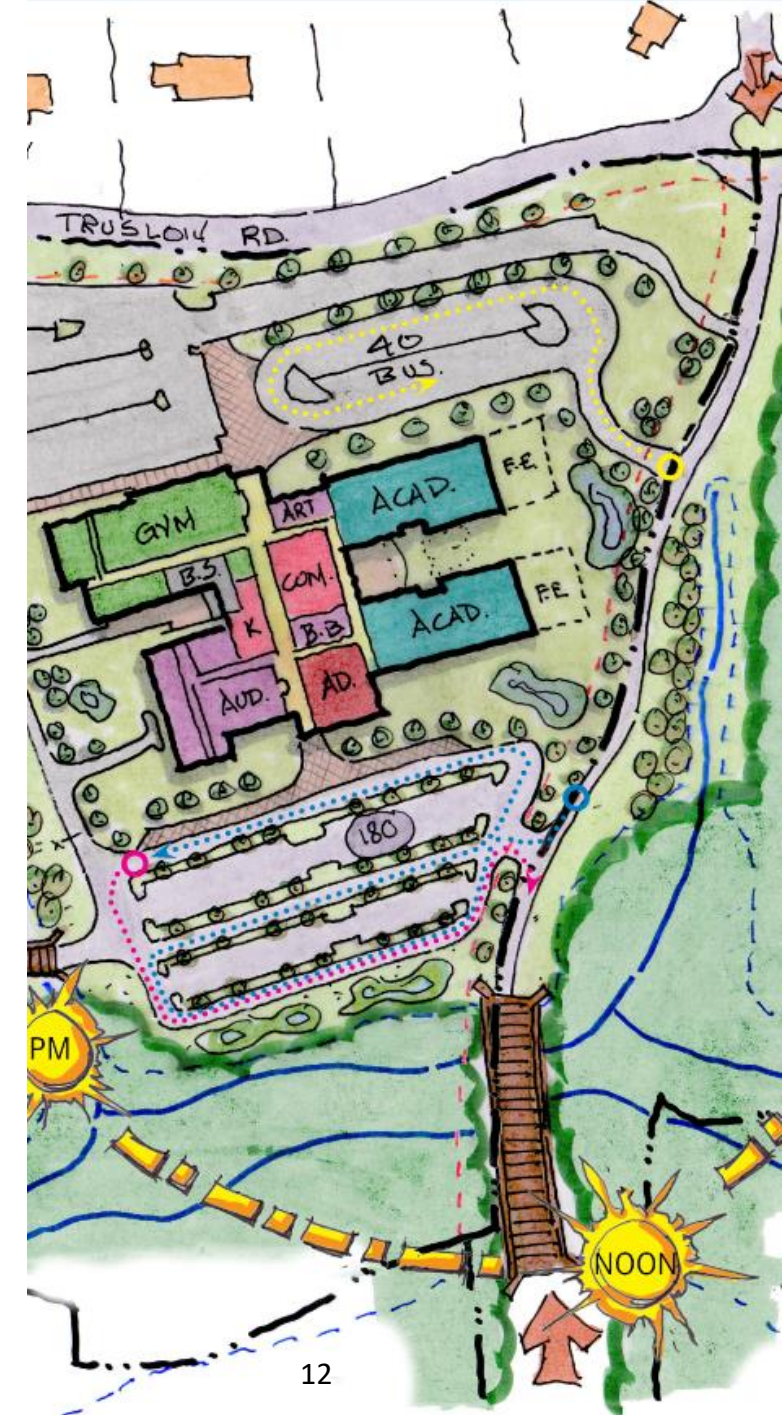 TRUSLOW RD.
40
BUS.
F.E.
ACAD.
ART
GYM
B.S.
COM.
F.E.
ACAD.
K
B.B
AUD.
AD.
180
PM
NOON
12